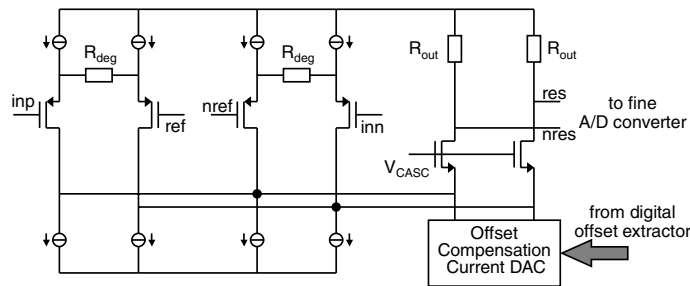 R_deg
R_deg
R_out
R_out
inp
ref
nref
inn
res
nres
to fine
A/D converter
V_CASC
Offset
Compensation
Current DAC
from digital
offset extractor